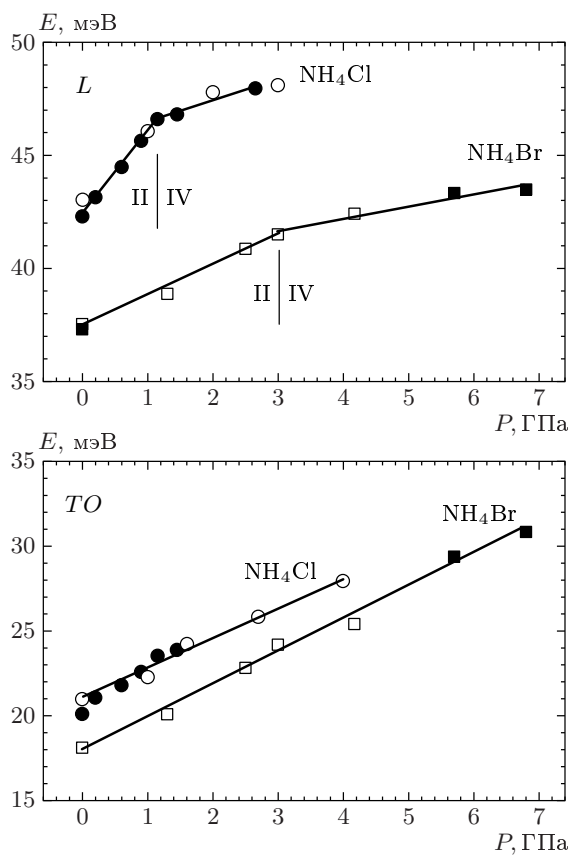 E, мэВ
50
L
NH₄Cl
45
NH₄Br
II IV
40
II IV
35
0 1 2 3 4 5 6 7
P, ГПа
E, мэВ
35
TO
NH₄Br
30
NH₄Cl
25
20
15
0 1 2 3 4 5 6 7
P, ГПа